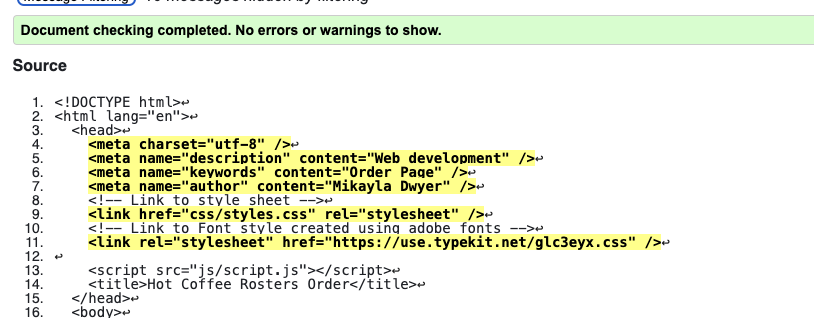 Message Filtering 10 messages hidden by filtering
Document checking completed. No errors or warnings to show.
Source
1. <!DOCTYPE html>↩
2. <html lang="en">↩
3. <head>↩
4. <meta charset="utf-8" />↩
5. <meta name="description" content="Web development" />↩
6. <meta name="keywords" content="Order Page" />↩
7. <meta name="author" content="Mikayla Dwyer" />↩
8. <!-- Link to style sheet -->↩
9. <link href="css/styles.css" rel="stylesheet" />↩
10. <!-- Link to Font style created using adobe fonts -->↩
11. <link rel="stylesheet" href="https://use.typekit.net/glc3eyx.css" />↩
12. ↩
13. <script src="js/script.js"></script>↩
14. <title>Hot Coffee Rosters Order</title>↩
15. </head>↩
16. <body>↩